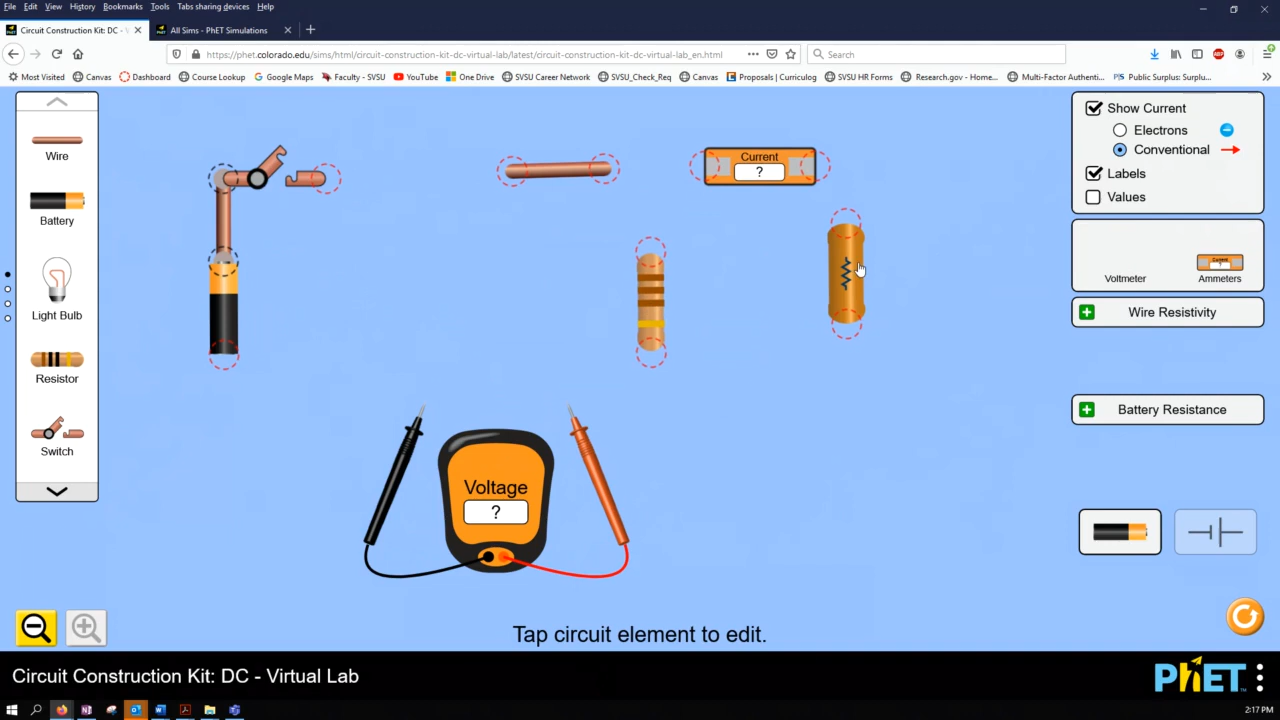 File Edit View History Bookmarks Tools Tabs sharing devices Help
Circuit Construction Kit: DC - V
All Sims - PhET Simulations
https://phet.colorado.edu/sims/html/circuit-construction-kit-dc-virtual-lab/latest/circuit-construction-kit-dc-virtual-lab_en.html
Search
Most Visited Canvas Dashboard Course Lookup Google Maps Faculty - SVSU YouTube One Drive SVSU Career Network SVSU_Check_Req Canvas Proposals | Curriculog SVSU HR Forms Research.gov - Home... Multi-Factor Authenti... Public Surplus: Surplu...
Wire
Battery
Light Bulb
Resistor
Switch
Current
?
Voltage
?
Show Current
Electrons
Conventional
Labels
Values
Current
?
Voltmeter Ammeters
Wire Resistivity
Battery Resistance
Tap circuit element to edit.
Circuit Construction Kit: DC - Virtual Lab
PhET
2:17 PM